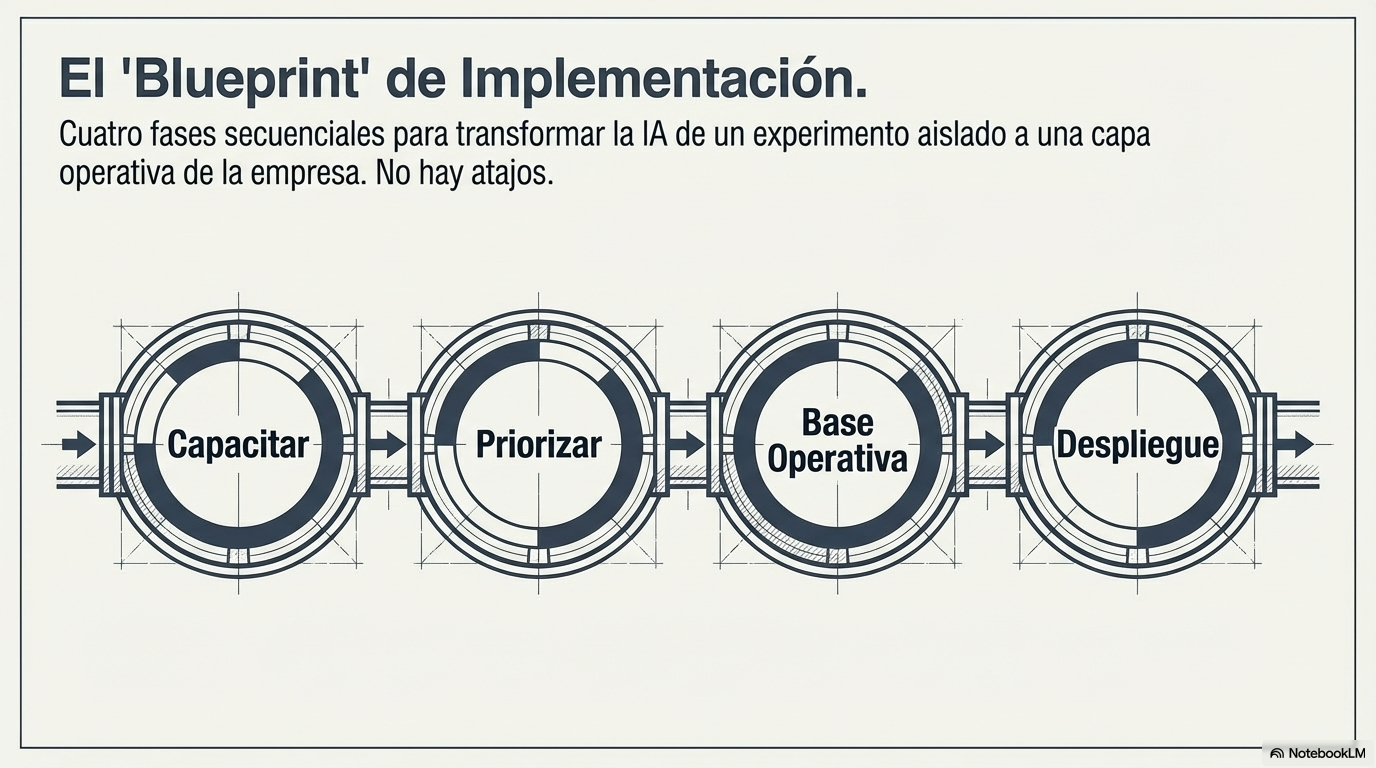 El 'Blueprint' de Implementación.
Cuatro fases secuenciales para transformar la IA de un experimento aislado a una capa
operativa de la empresa. No hay atajos.
Capacitar
Priorizar
Base
Operativa
Despliegue
NotebookLM